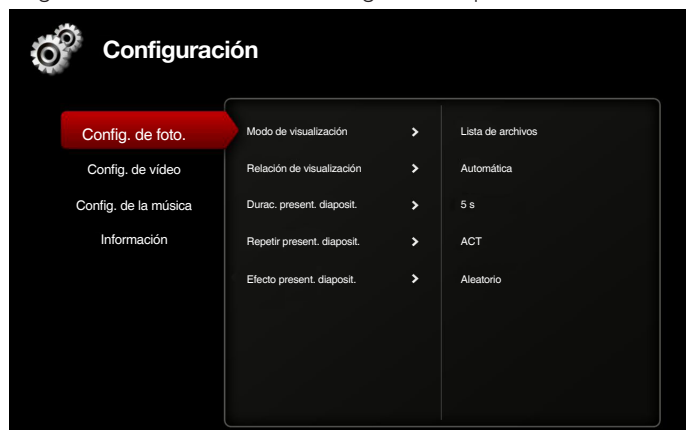 Configuración
Config. de foto.
Config. de vídeo
Config. de la música
Información
Modo de visualización > Lista de archivos
Relación de visualización > Automática
Durac. present. diaposit. > 5 s
Repetir present. diaposit. > ACT
Efecto present. diaposit. > Aleatorio